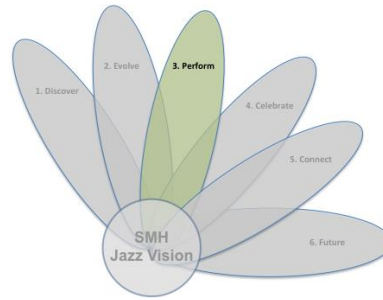 1. Discover
2. Evolve
3. Perform
4. Celebrate
5. Connect
6. Future
SMH
Jazz Vision